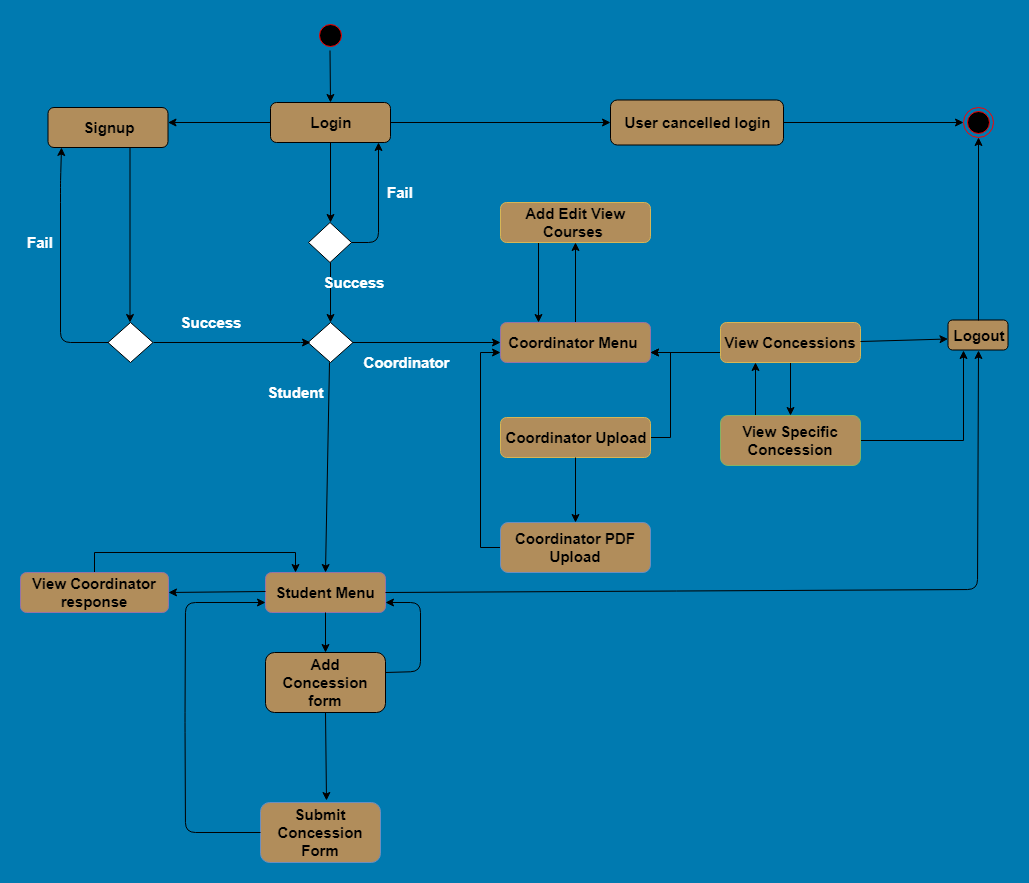 Signup
Login
User cancelled login
Fail
Add Edit View
Courses
Fail
Success
Success
Coordinator Menu
View Concessions
Logout
Coordinator
Student
Coordinator Upload
View Specific
Concession
Coordinator PDF
Upload
View Coordinator
response
Student Menu
Add
Concession
form
Submit
Concession
Form